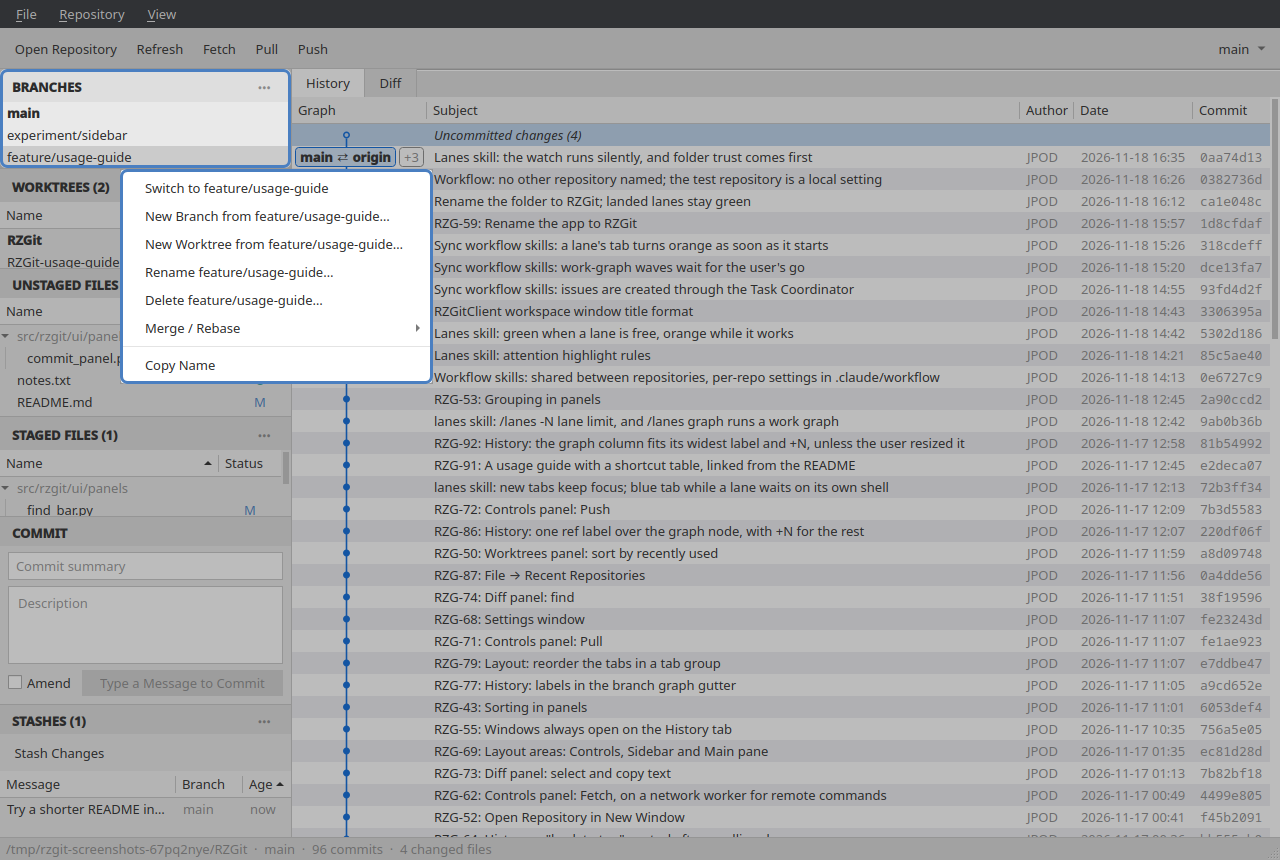 File Repository View
Open Repository Refresh Fetch Pull Push main
BRANCHES ···
main
experiment/sidebar
feature/usage-guide
WORKTREES (2)
Name
RZGit
RZGit-usage-guide
UNSTAGED FILES
Name
src/rzgit/ui/panel
commit_panel.p
notes.txt
README.md M
STAGED FILES (1) ···
Name Status
src/rzgit/ui/panels
find_bar.py M
COMMIT
Commit summary
Description
Amend Type a Message to Commit
STASHES (1) ···
Stash Changes
Message Branch Age
Try a shorter README in... main now
Switch to feature/usage-guide
New Branch from feature/usage-guide...
New Worktree from feature/usage-guide...
Rename feature/usage-guide...
Delete feature/usage-guide...
Merge / Rebase
Copy Name
History Diff
Graph Subject Author Date Commit
Uncommitted changes (4)
main ⇄ origin +3 Lanes skill: the watch runs silently, and folder trust comes first JPOD 2026-11-18 16:35 0aa74d13
Workflow: no other repository named; the test repository is a local setting JPOD 2026-11-18 16:26 0382736d
Rename the folder to RZGit; landed lanes stay green JPOD 2026-11-18 16:12 ca1e048c
RZG-59: Rename the app to RZGit JPOD 2026-11-18 15:57 1d8cfdaf
Sync workflow skills: a lane's tab turns orange as soon as it starts JPOD 2026-11-18 15:26 318cdeff
Sync workflow skills: work-graph waves wait for the user's go JPOD 2026-11-18 15:20 dce13fa7
Sync workflow skills: issues are created through the Task Coordinator JPOD 2026-11-18 14:55 93fd4d2f
RZGitClient workspace window title format JPOD 2026-11-18 14:43 3306395a
Lanes skill: green when a lane is free, orange while it works JPOD 2026-11-18 14:42 5302d186
Lanes skill: attention highlight rules JPOD 2026-11-18 14:21 85c5ae40
Workflow skills: shared between repositories, per-repo settings in .claude/workflow JPOD 2026-11-18 14:13 0e6727c9
RZG-53: Grouping in panels JPOD 2026-11-18 12:45 2a90ccd2
lanes skill: /lanes -N lane limit, and /lanes graph runs a work graph JPOD 2026-11-18 12:42 9ab0b36b
RZG-92: History: the graph column fits its widest label and +N, unless the user resized it JPOD 2026-11-17 12:58 81b54992
RZG-91: A usage guide with a shortcut table, linked from the README JPOD 2026-11-17 12:45 e2deca07
lanes skill: new tabs keep focus; blue tab while a lane waits on its own shell JPOD 2026-11-17 12:13 72b3ff34
RZG-72: Controls panel: Push JPOD 2026-11-17 12:09 7b3d5583
RZG-86: History: one ref label over the graph node, with +N for the rest JPOD 2026-11-17 12:07 220df06f
RZG-50: Worktrees panel: sort by recently used JPOD 2026-11-17 11:59 a8d09748
RZG-87: File → Recent Repositories JPOD 2026-11-17 11:56 0a4dde56
RZG-74: Diff panel: find JPOD 2026-11-17 11:51 38f19596
RZG-68: Settings window JPOD 2026-11-17 11:07 fe23243d
RZG-71: Controls panel: Pull JPOD 2026-11-17 11:07 fe1ae923
RZG-79: Layout: reorder the tabs in a tab group JPOD 2026-11-17 11:07 e7ddbe47
RZG-77: History: labels in the branch graph gutter JPOD 2026-11-17 11:05 a9cd652e
RZG-43: Sorting in panels JPOD 2026-11-17 11:01 6053def4
RZG-55: Windows always open on the History tab JPOD 2026-11-17 10:35 756a5e05
RZG-69: Layout areas: Controls, Sidebar and Main pane JPOD 2026-11-17 01:35 ec81d28d
RZG-73: Diff panel: select and copy text JPOD 2026-11-17 01:13 7b82bf18
RZG-62: Controls panel: Fetch, on a network worker for remote commands JPOD 2026-11-17 00:49 4499e805
RZG-52: Open Repository in New Window JPOD 2026-11-17 00:41 f45b2091
/tmp/rzgit-screenshots-67pq2nye/RZGit · main · 96 commits · 4 changed files